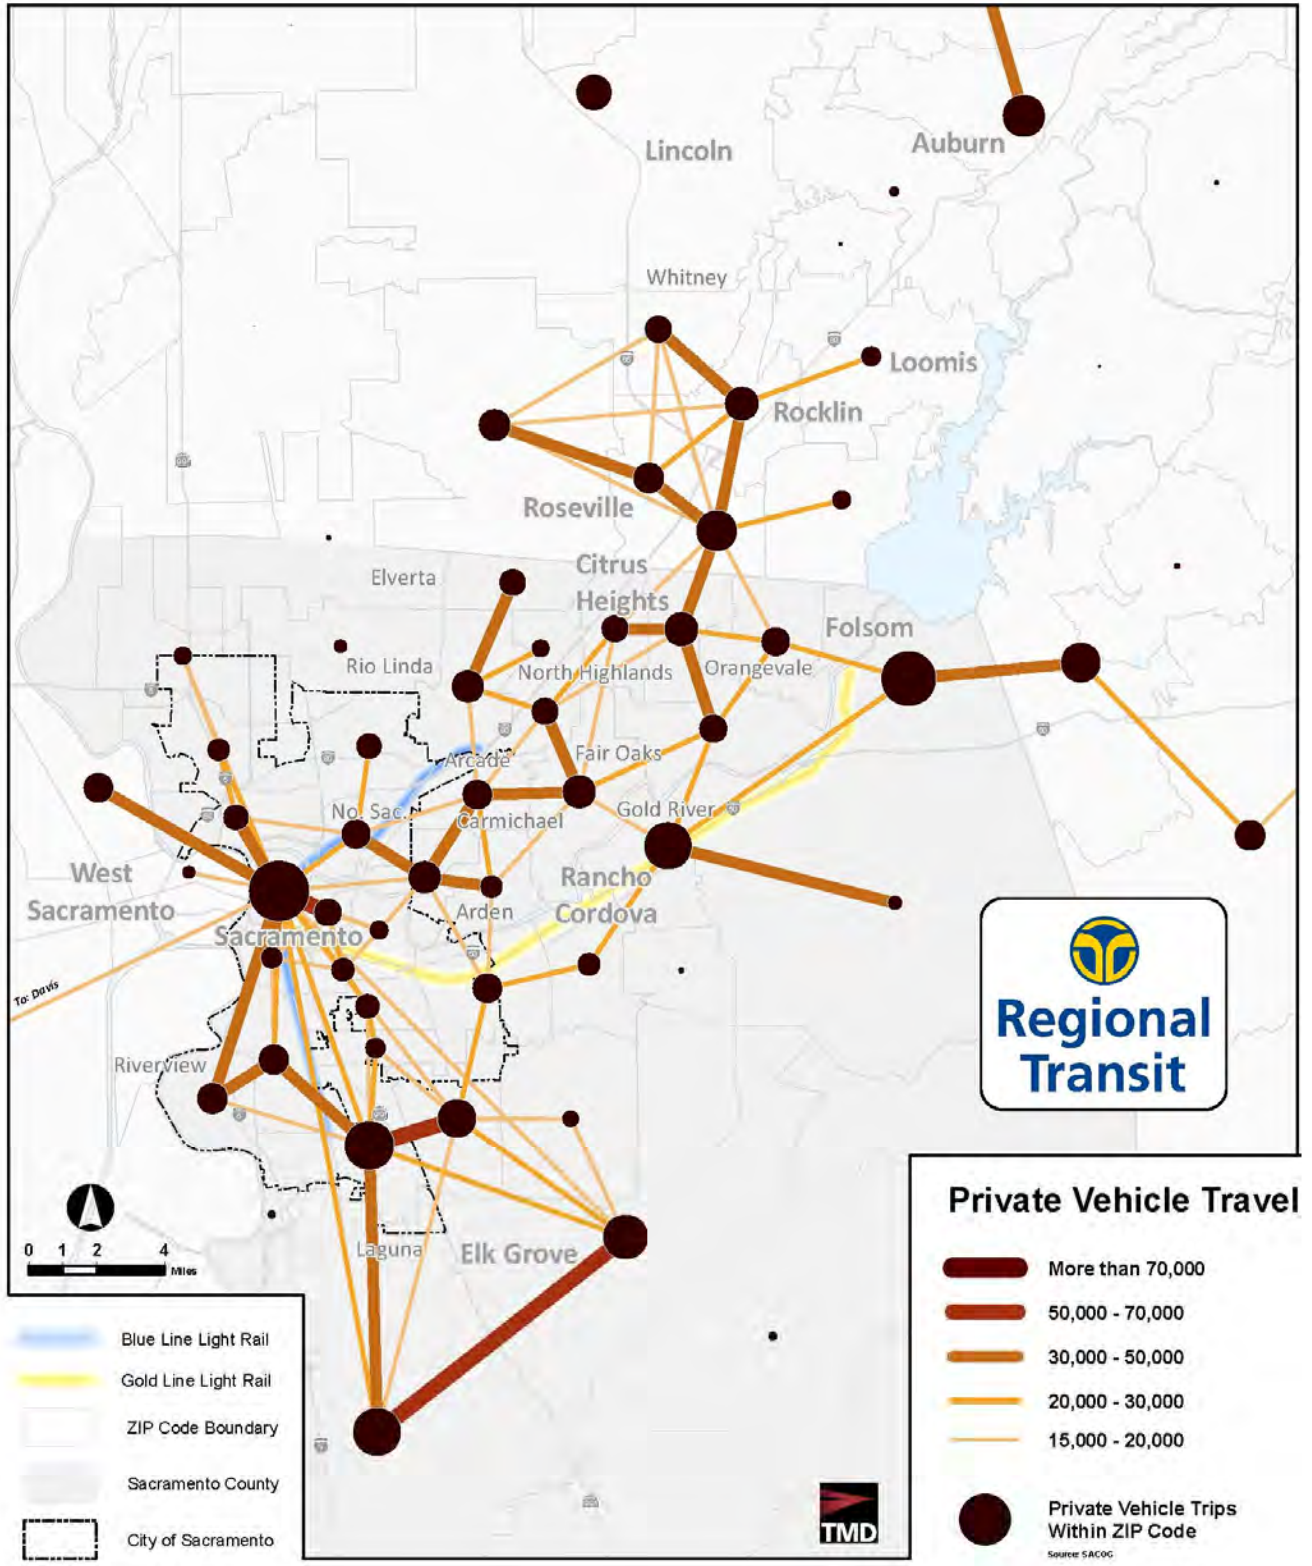 Lincoln
Auburn
Whitney
Loomis
Rocklin
Roseville
Citrus
Heights
Elverta
Folsom
Rio Linda
North Highlands
Orangevale
Arcade
Fair Oaks
No. Sac.
Carmichael
Gold River
West
Sacramento
Rancho
Cordova
Arden
Sacramento
To: Davis
Riverview
Regional
Transit
Laguna
Elk Grove
0 1 2 4
Miles
Private Vehicle Travel
More than 70,000
50,000 - 70,000
30,000 - 50,000
20,000 - 30,000
15,000 - 20,000
Private Vehicle Trips
Within ZIP Code
Source: SACOG
Blue Line Light Rail
Gold Line Light Rail
ZIP Code Boundary
Sacramento County
City of Sacramento
TMD